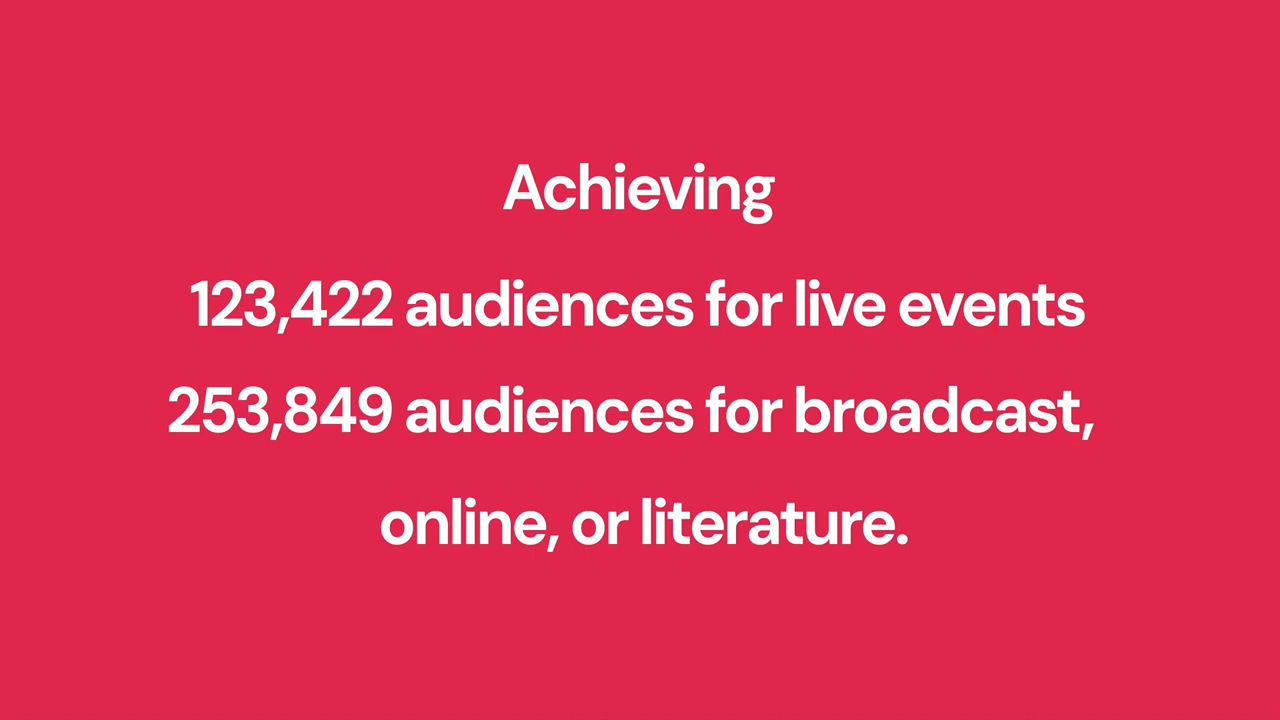 Achieving
123,422 audiences for live events
253,849 audiences for broadcast,
online, or literature.